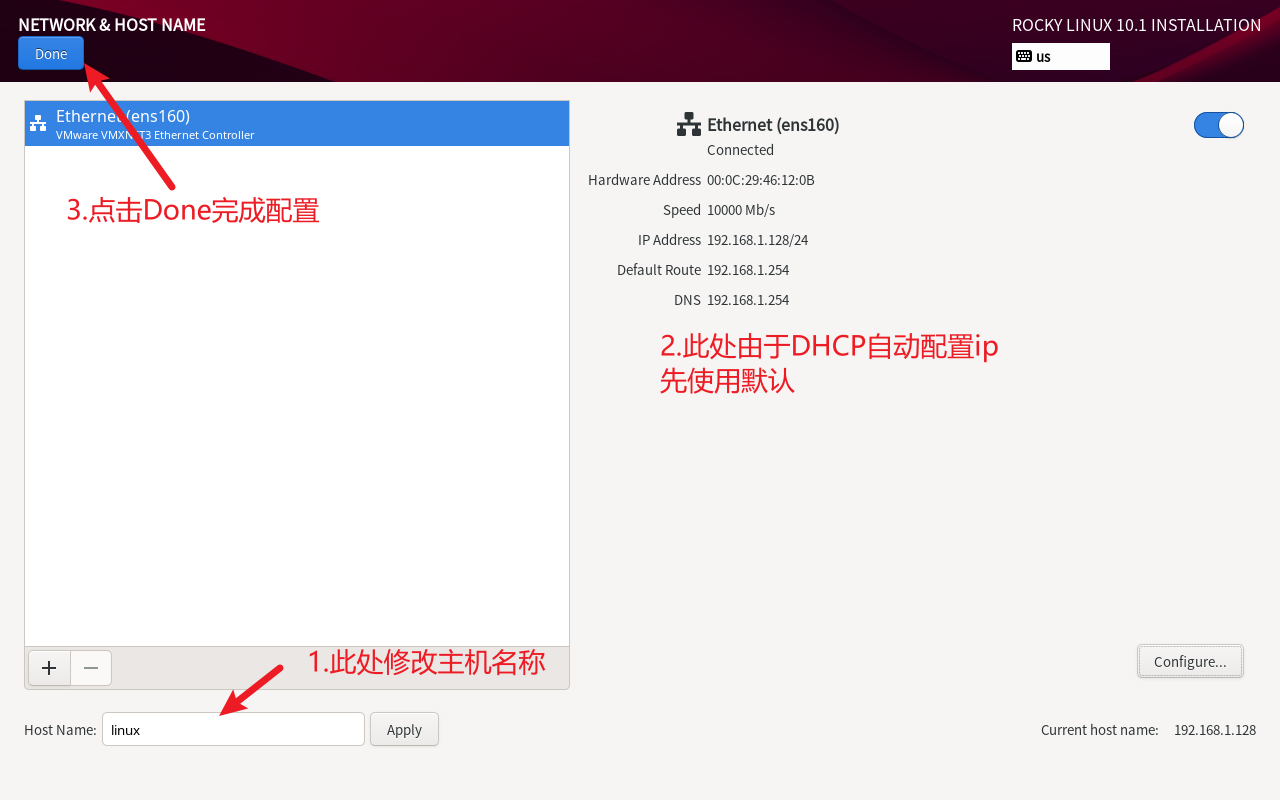 NETWORK & HOST NAME
ROCKY LINUX 10.1 INSTALLATION
Done
us
Ethernet (ens160)
VMware VMXNET3 Ethernet Controller
3.点击Done完成配置
Ethernet (ens160)
Connected
Hardware Address 00:0C:29:46:12:0B
Speed 10000 Mb/s
IP Address 192.168.1.128/24
Default Route 192.168.1.254
DNS 192.168.1.254
2.此处由于DHCP自动配置ip
先使用默认
1.此处修改主机名称
Configure...
Host Name: linux Apply
Current host name: 192.168.1.128